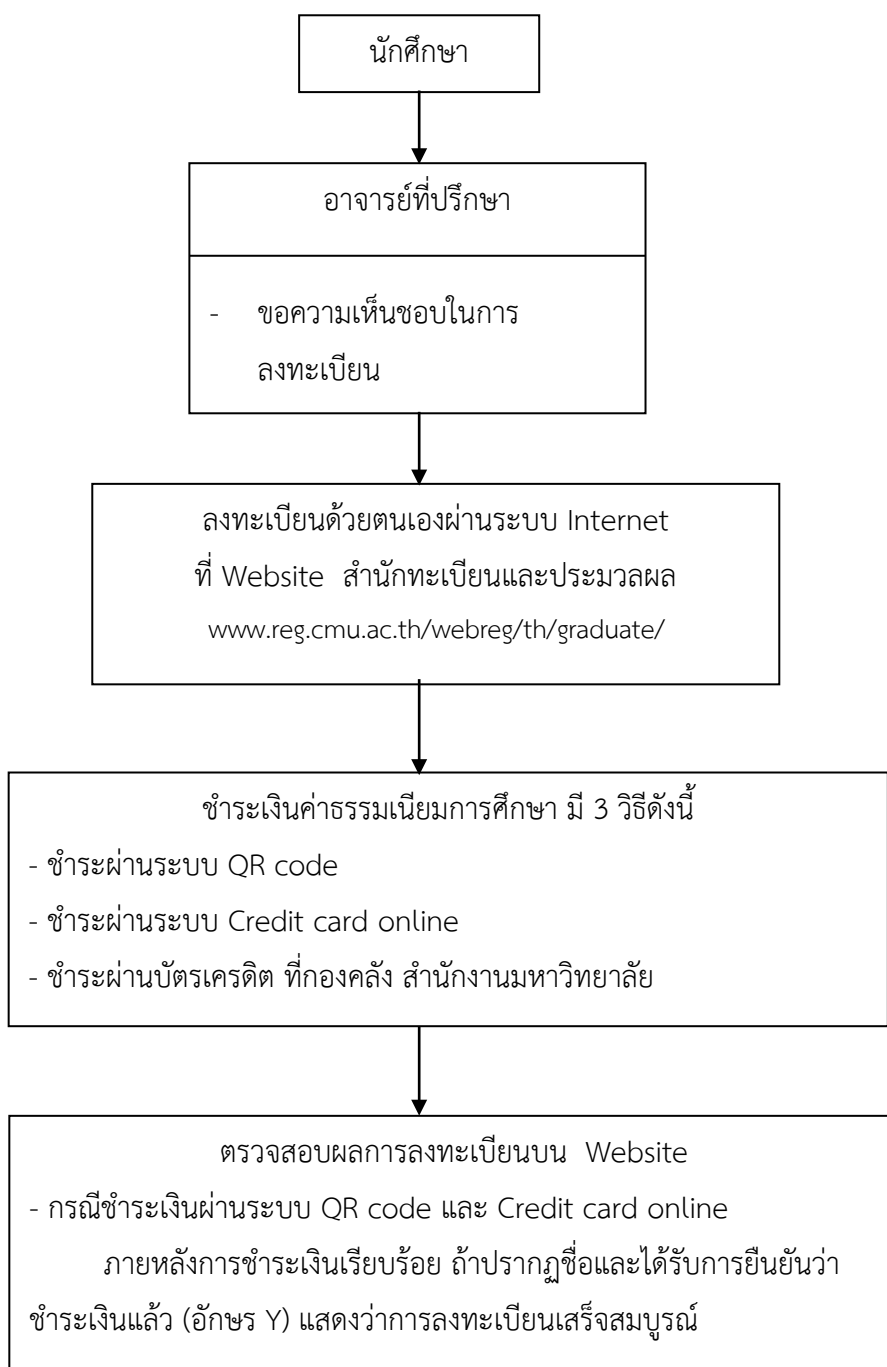 นักศึกษา
อาจารย์ที่ปรึกษา
- ขอความเห็นชอบในการ
ลงทะเบียน
ลงทะเบียนด้วยตนเองผ่านระบบ Internet
ที่ Website สำนักทะเบียนและประมวลผล
www.reg.cmu.ac.th/webreg/th/graduate/
ชำระเงินค่าธรรมเนียมการศึกษา มี 3 วิธีดังนี้
- ชำระผ่านระบบ QR code
- ชำระผ่านระบบ Credit card online
- ชำระผ่านบัตรเครดิต ที่กองคลัง สำนักงานมหาวิทยาลัย
ตรวจสอบผลการลงทะเบียนบน Website
- กรณีชำระเงินผ่านระบบ QR code และ Credit card online
ภายหลังการชำระเงินเรียบร้อย ถ้าปรากฏชื่อและได้รับการยืนยันว่า
ชำระเงินแล้ว (อักษร Y) แสดงว่าการลงทะเบียนเสร็จสมบูรณ์